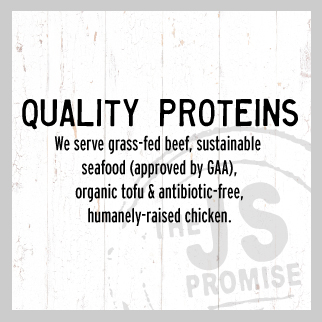 QUALITY PROTEINS
We serve grass-fed beef, sustainable
seafood (approved by GAA),
organic tofu & antibiotic-free,
humanely-raised chicken.
THE
JS
PROMISE